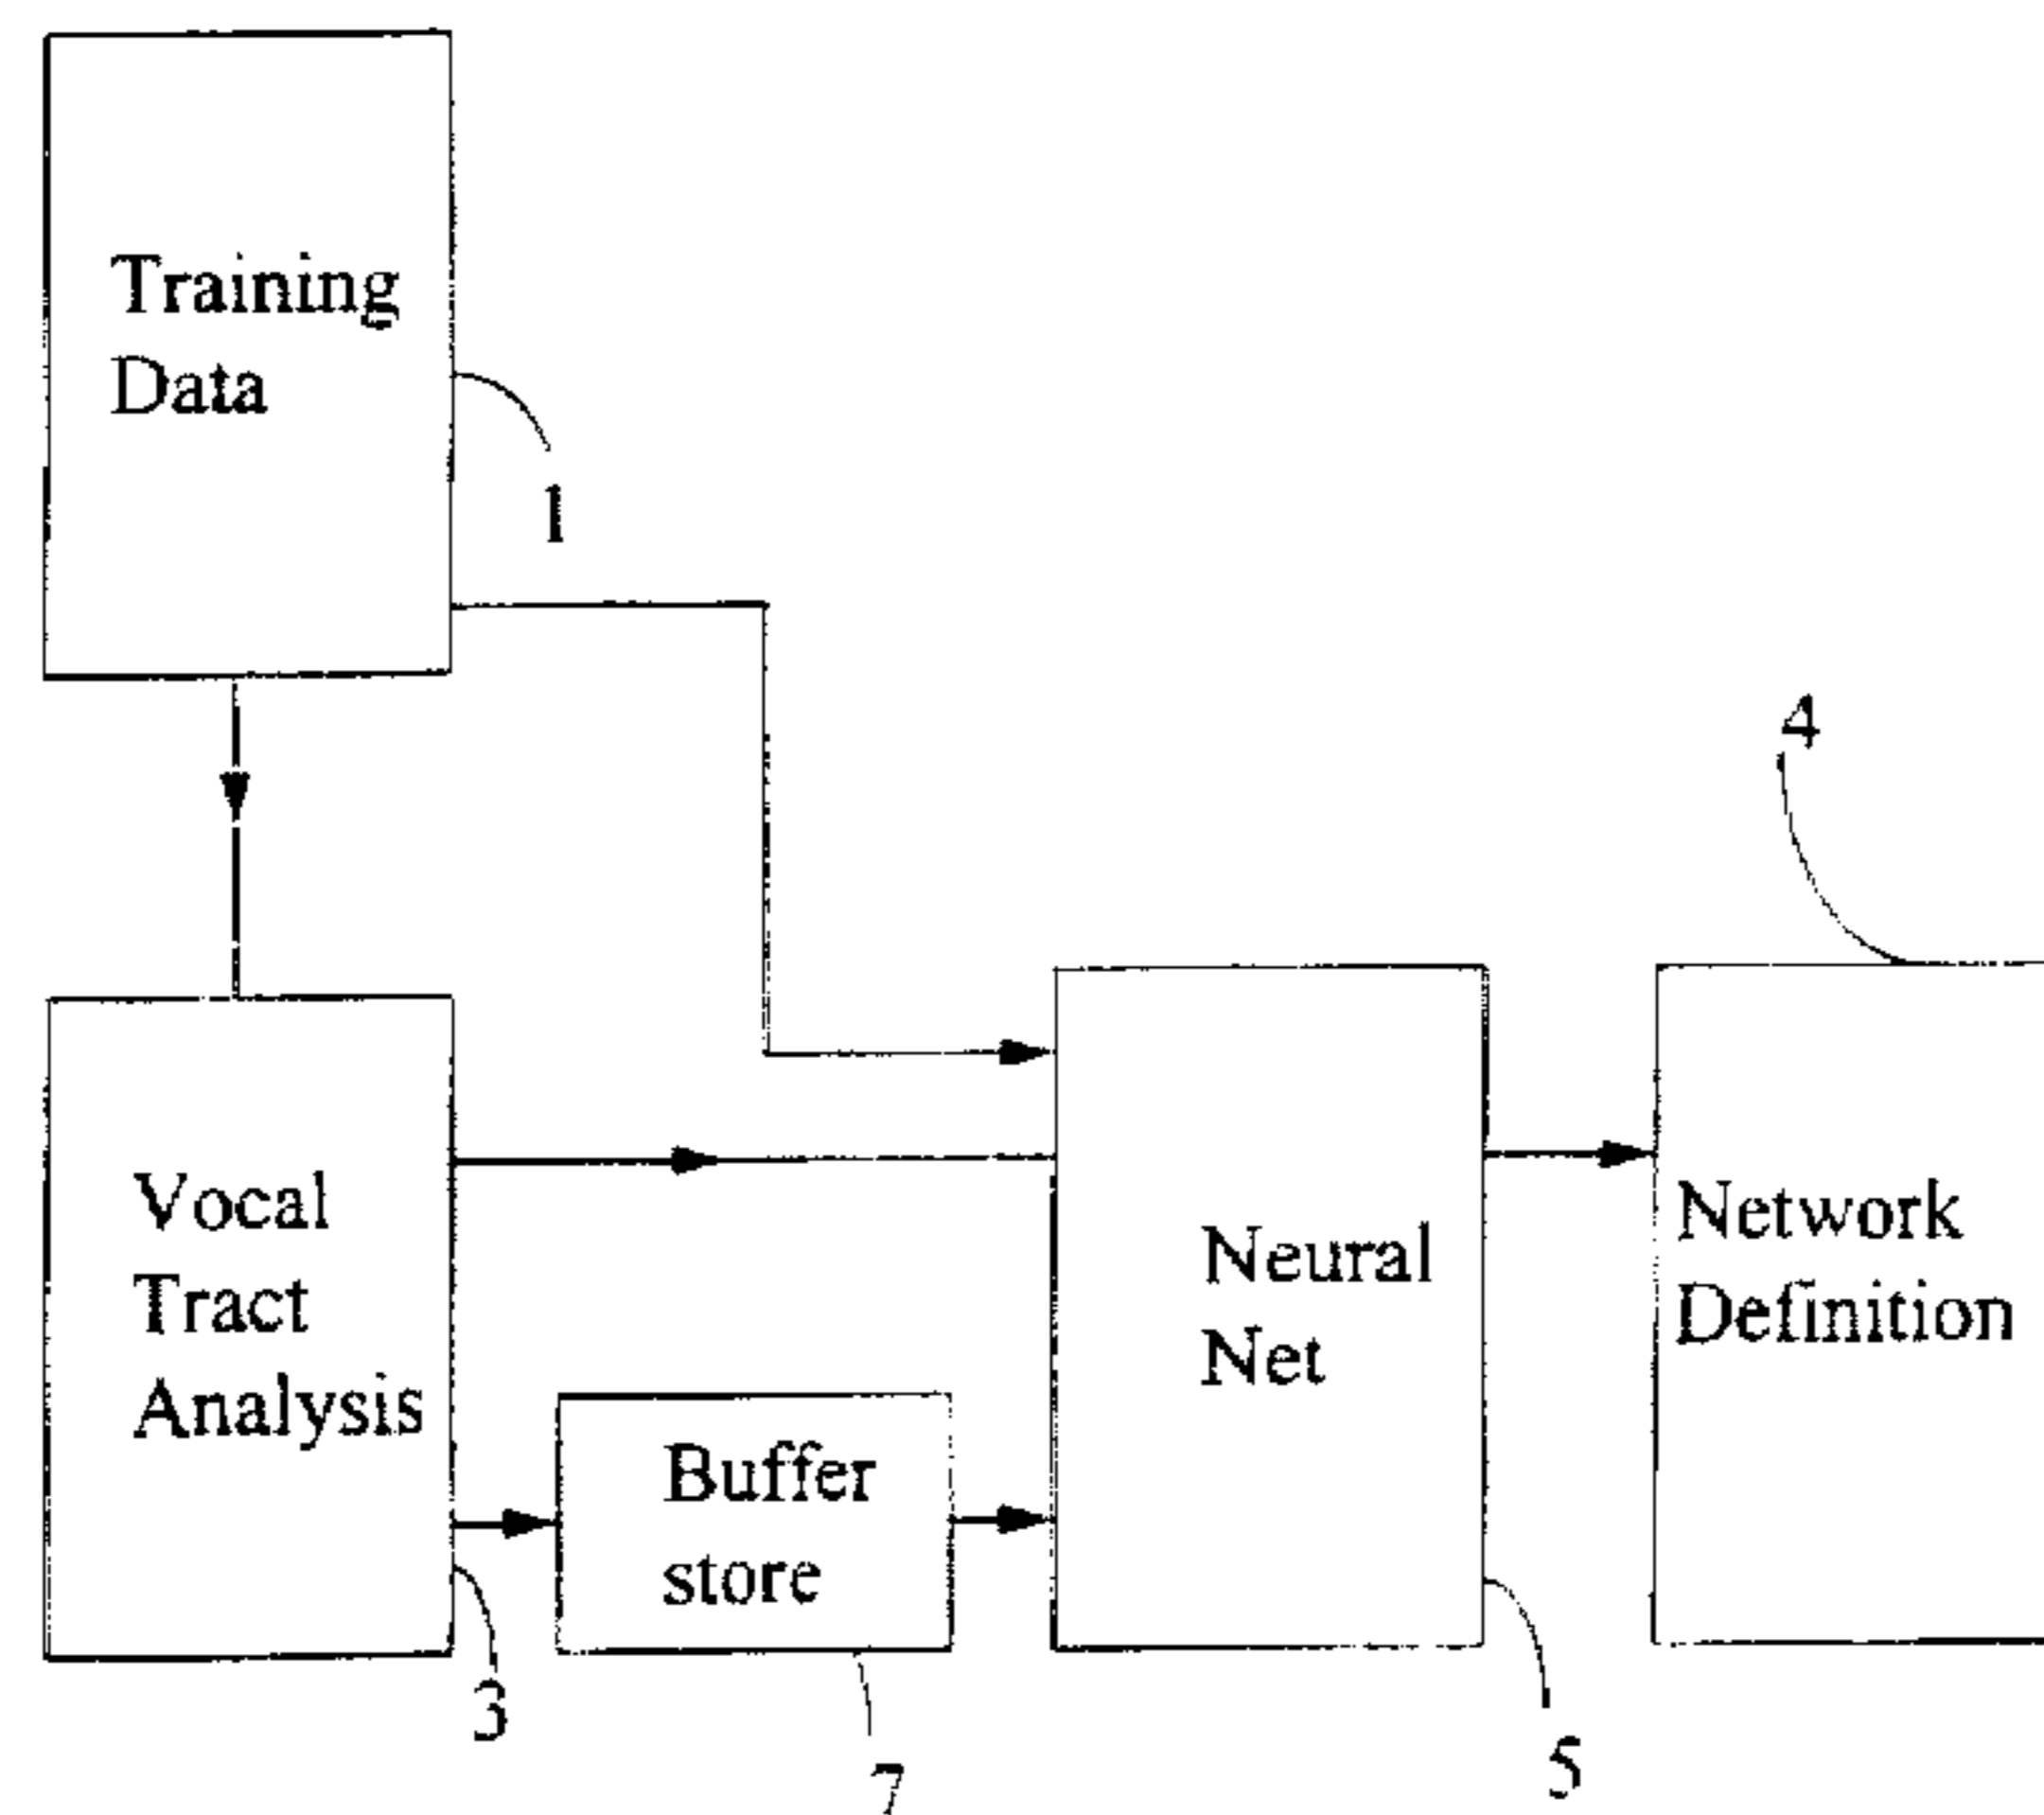 Training
Data
1
4
Vocal
Tract
Analysis
Neural
Net
Network
Definition
Buffer
store
3
7
5